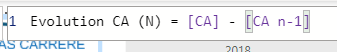 1 Evolution CA (N) = [CA] - [CA n-1]
AS CARRERE
2018